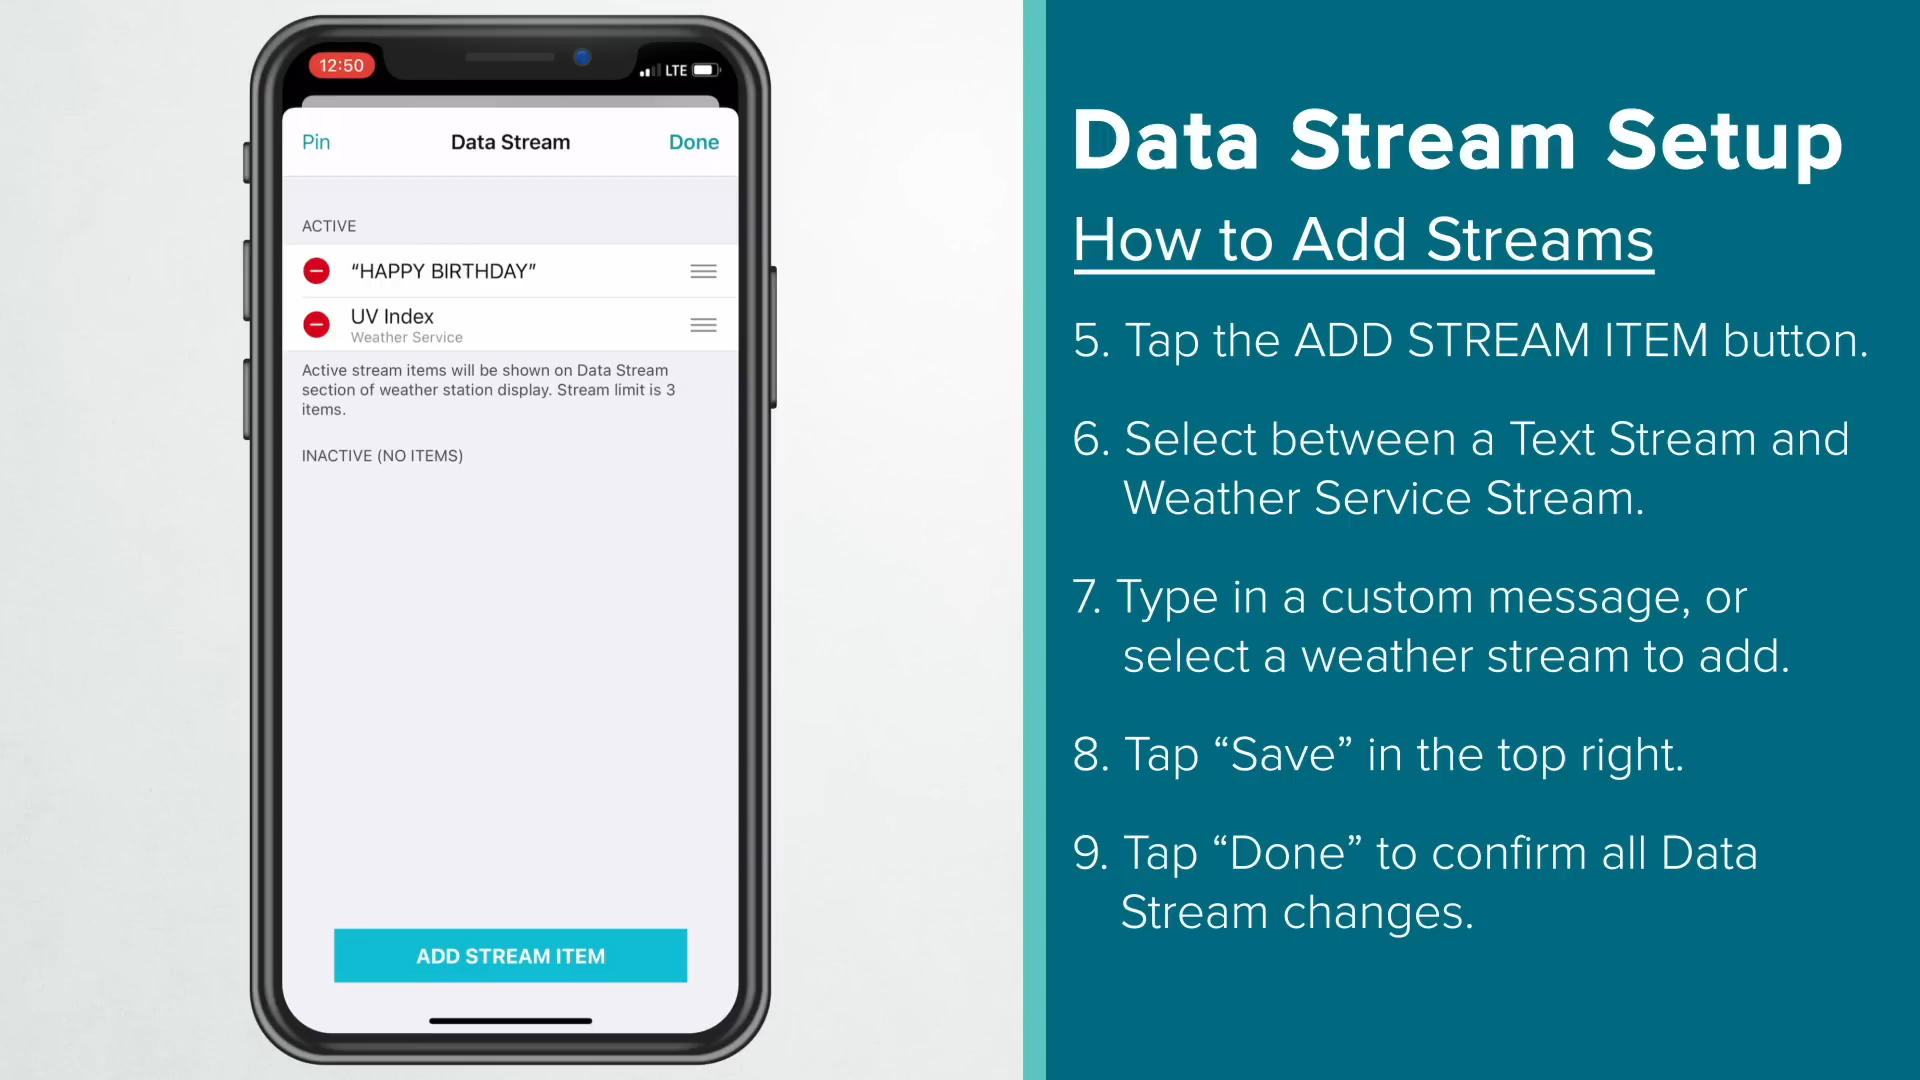 12:50
LTE
Pin
Data Stream
Done
ACTIVE
“HAPPY BIRTHDAY”
UV Index
Weather Service
Active stream items will be shown on Data Stream
section of weather station display. Stream limit is 3
items.
INACTIVE (NO ITEMS)
ADD STREAM ITEM
Data Stream Setup
How to Add Streams
5. Tap the ADD STREAM ITEM button.
6. Select between a Text Stream and
Weather Service Stream.
7. Type in a custom message, or
select a weather stream to add.
8. Tap “Save” in the top right.
9. Tap “Done” to confirm all Data
Stream changes.